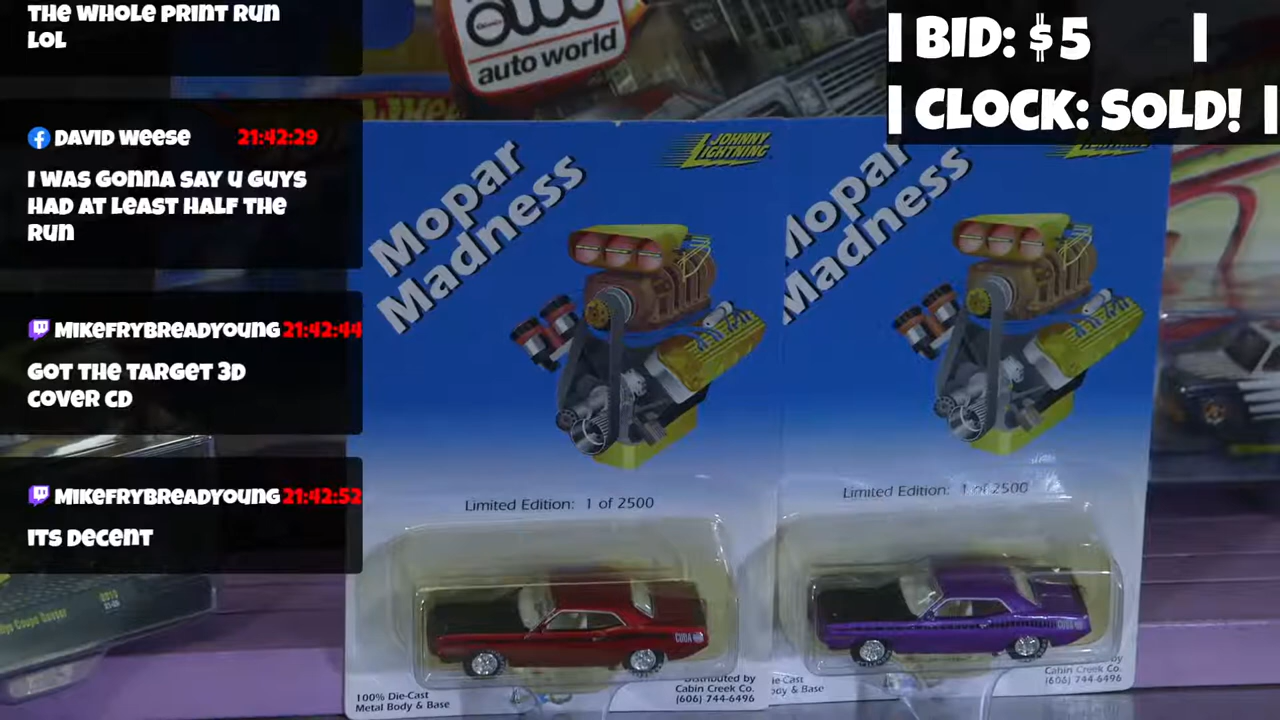 THE WHOLE PRINT RUN
LOL
DAVID WEESE 21:42:29
I WAS GONNA SAY U GUYS
HAD AT LEAST HALF THE
RUN
MIKEFRYBREADYOUNG 21:42:44
GOT THE TARGET 3D
COVER CD
MIKEFRYBREADYOUNG 21:42:52
ITS DECENT
| BID: $5 |
| CLOCK: SOLD! |
auto world
JOHNNY
LIGHTNING
Mopar
Madness
Limited Edition: 1 of 2500
CUDA
100% Die-Cast
Metal Body & Base
Distributed by
Cabin Creek Co.
(606) 744-6496
Mopar
Madness
Limited Edition: 1 of 2500
Die-Cast
Body & Base
by
Cabin Creek Co.
(606) 744-6496